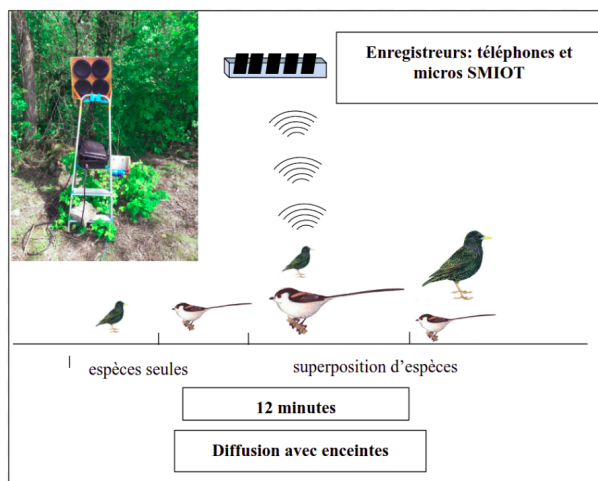 Enregistreurs: téléphones et
micros SMIOT
espèces seules
superposition d'espèces
12 minutes
Diffusion avec enceintes